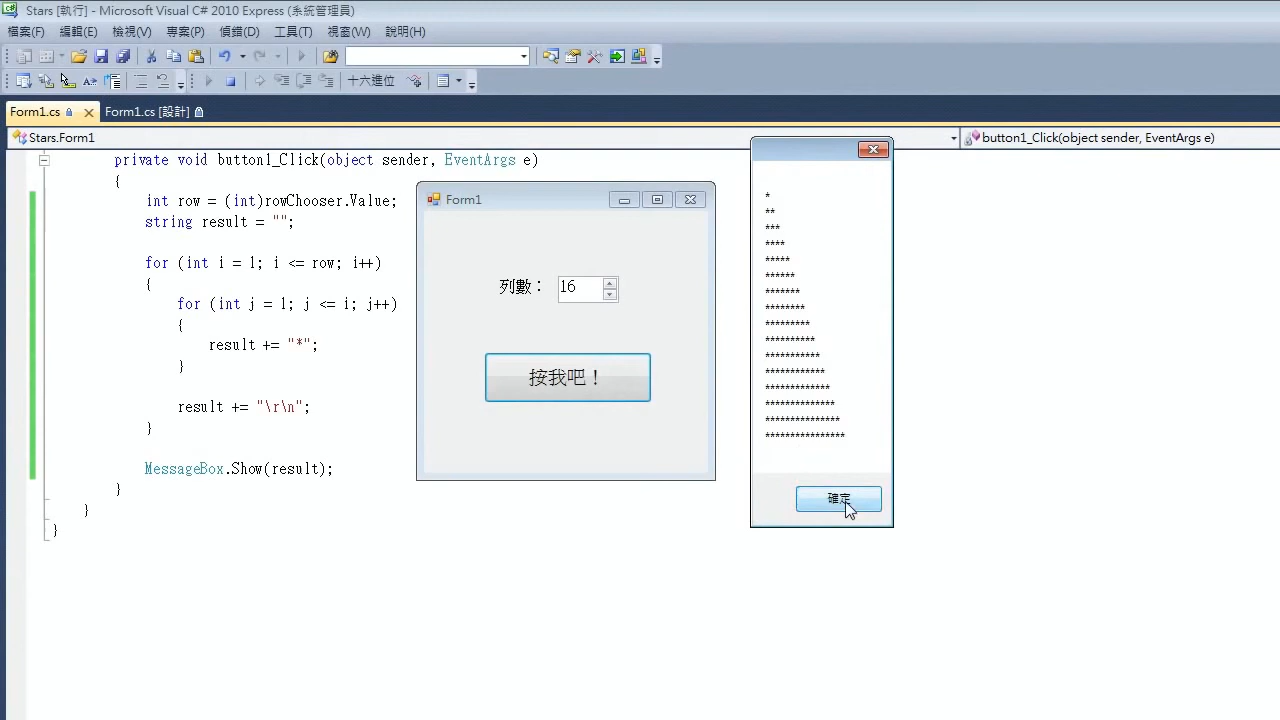 Stars [執行] - Microsoft Visual C# 2010 Express (系統管理員)
檔案(F) 編輯(E) 檢視(V) 專案(P) 偵錯(D) 工具(T) 視窗(W) 說明(H)
十六進位
Form1.cs Form1.cs [設計]
Stars.Form1 button1_Click(object sender, EventArgs e)
private void button1_Click(object sender, EventArgs e)
{
int row = (int)rowChooser.Value;
string result = "";
for (int i = 1; i <= row; i++)
{
for (int j = 1; j <= i; j++)
{
result += "*";
}
result += "\r\n";
}
MessageBox.Show(result);
}
}
}
Form1
列數： 16
按我吧！
*
**
***
****
*****
******
*******
********
*********
**********
***********
************
*************
**************
***************
****************
確定